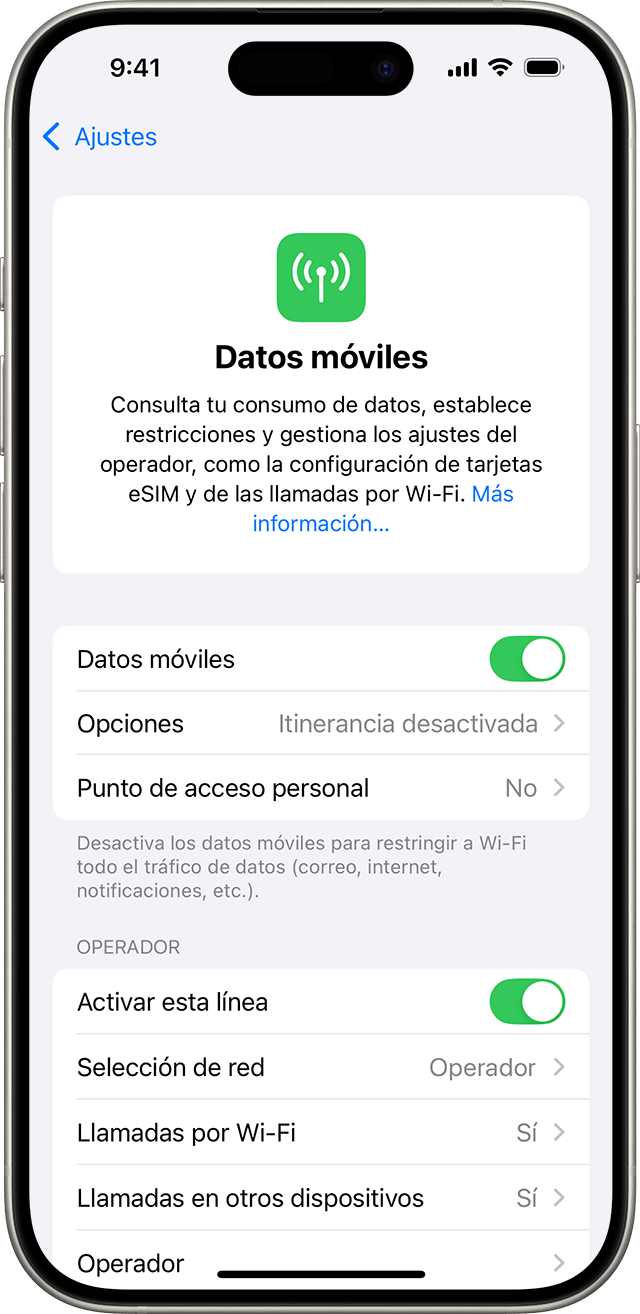 9:41
Ajustes
Datos móviles
Consulta tu consumo de datos, establece
restricciones y gestiona los ajustes del
operador, como la configuración de tarjetas
eSIM y de las llamadas por Wi-Fi. Más
información...
Datos móviles
Opciones Itinerancia desactivada
Punto de acceso personal No
Desactiva los datos móviles para restringir a Wi-Fi
todo el tráfico de datos (correo, internet,
notificaciones, etc.).
OPERADOR
Activar esta línea
Selección de red Operador
Llamadas por Wi-Fi Sí
Llamadas en otros dispositivos Sí
Operador